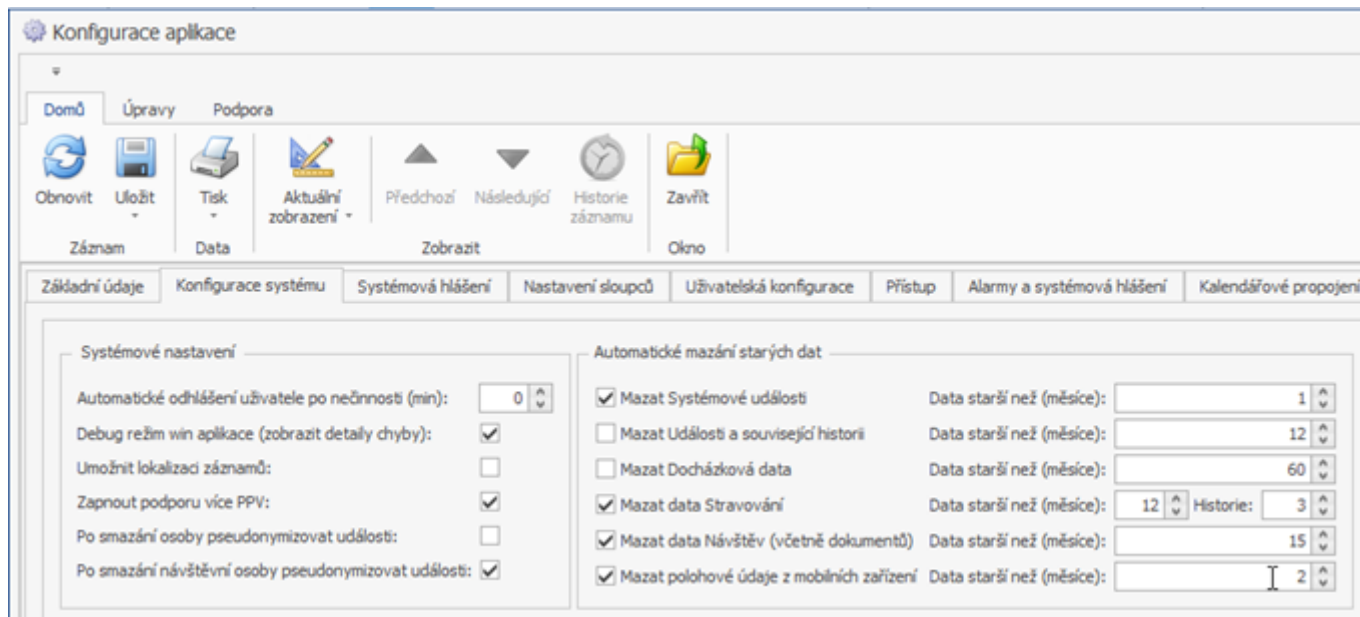 Konfigurace aplikace
Domů Úpravy Podpora
Obnovit Uložit Tisk Aktuální zobrazení Předchozí Následující Historie záznamu Zavřít
Záznam Data Zobrazit Okno
Základní údaje Konfigurace systému Systémová hlášení Nastavení sloupců Uživatelská konfigurace Přístup Alarmy a systémová hlášení Kalendářové propojení
Systémové nastavení
Automatické odhlášení uživatele po nečinnosti (min): 0
Debug režim win aplikace (zobrazit detaily chyby):
Umožnit lokalizaci záznamů:
Zapnout podporu více PPV:
Po smazání osoby pseudonymizovat události:
Po smazání návštěvní osoby pseudonymizovat události:
Automatické mazání starých dat
Mazat Systémové události Data starší než (měsíce): 1
Mazat Události a související historii Data starší než (měsíce): 12
Mazat Docházková data Data starší než (měsíce): 60
Mazat data Stravování Data starší než (měsíce): 12 Historie: 3
Mazat data Návštěv (včetně dokumentů) Data starší než (měsíce): 15
Mazat polohové údaje z mobilních zařízení Data starší než (měsíce): 2